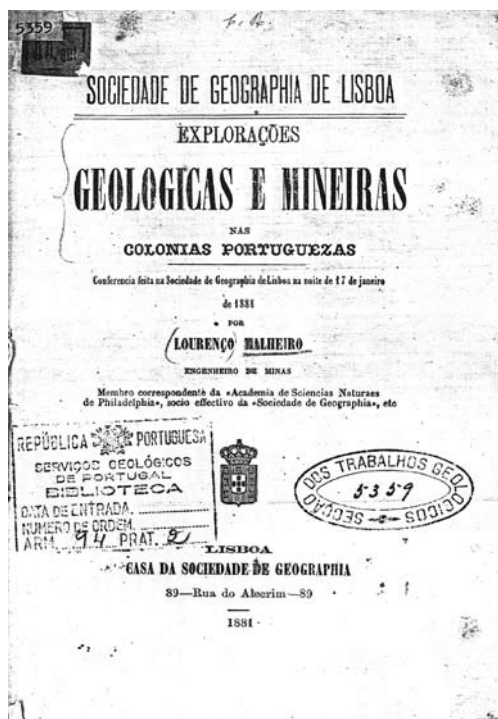 5359
SOCIEDADE DE GEOGRAPHIA DE LISBOA
EXPLORAÇÕES
GEOLOGICAS E MINEIRAS
NAS
COLONIAS PORTUGUEZAS
Conferencia feita na Sociedade de Geographia de Lisboa na noite de 17 de janeiro
de 1881
POR
LOURENÇO MALHEIRO
ENGENHEIRO DE MINAS
Membro correspondente da «Academia de Sciencias Naturaes
de Philadelphia», socio effectivo da «Sociedade de Geographia», etc
REPÚBLICA PORTUGUESA
SERVIÇOS GEOLÓGICOS
DE PORTUGAL
BIBLIOTECA
DATA DE ENTRADA
NUMERO DE ORDEM
ARM. 94 PRAT. 2
SECÇÃO DOS TRABALHOS GEOLOGICOS
5359
LISBOA
CASA DA SOCIEDADE DE GEOGRAPHIA
89—Rua do Alecrim—89
1881